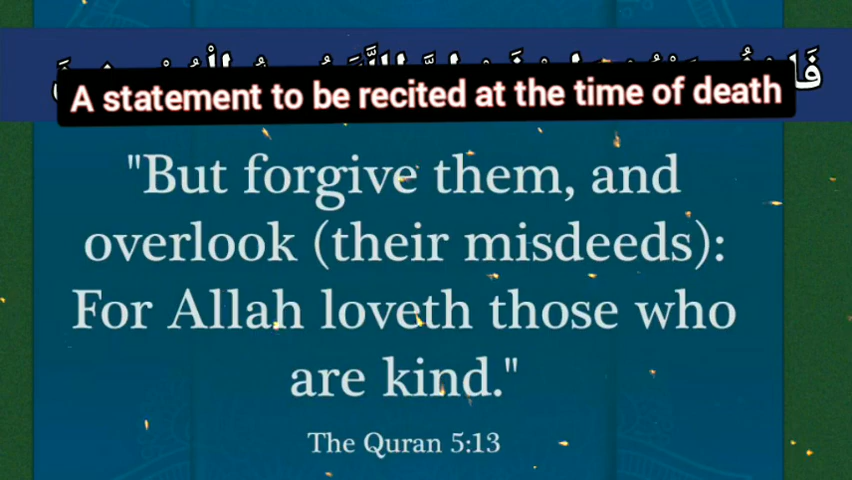 A statement to be recited at the time of death
"But forgive them, and
overlook (their misdeeds):
For Allah loveth those who
are kind."
The Quran 5:13